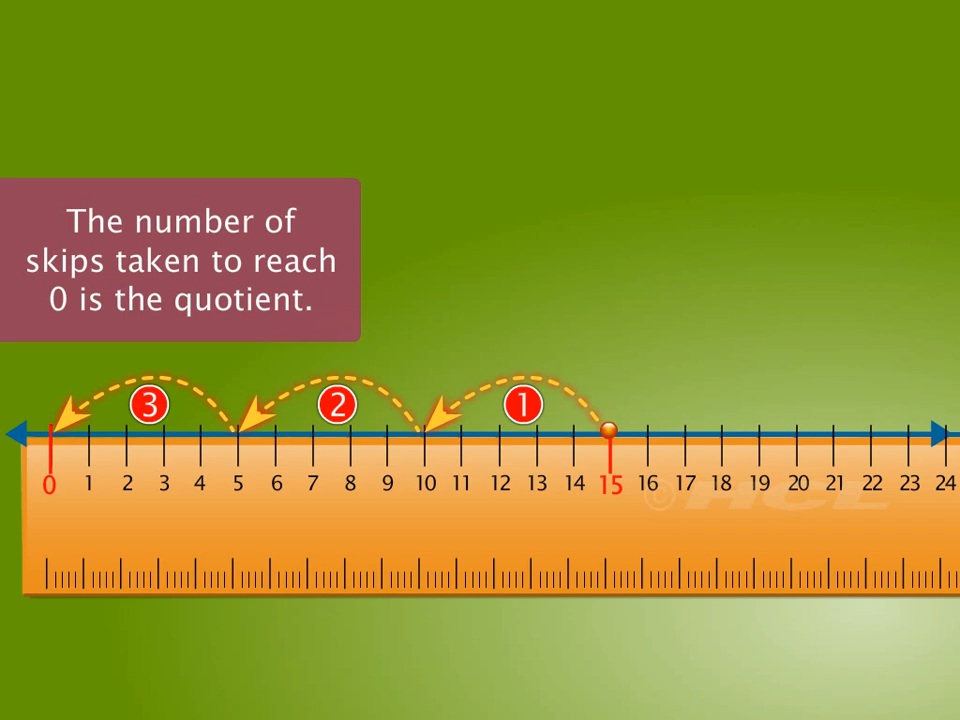 The number of
skips taken to reach
0 is the quotient.
3 2 1
0 1 2 3 4 5 6 7 8 9 10 11 12 13 14 15 16 17 18 19 20 21 22 23 24
© HCL